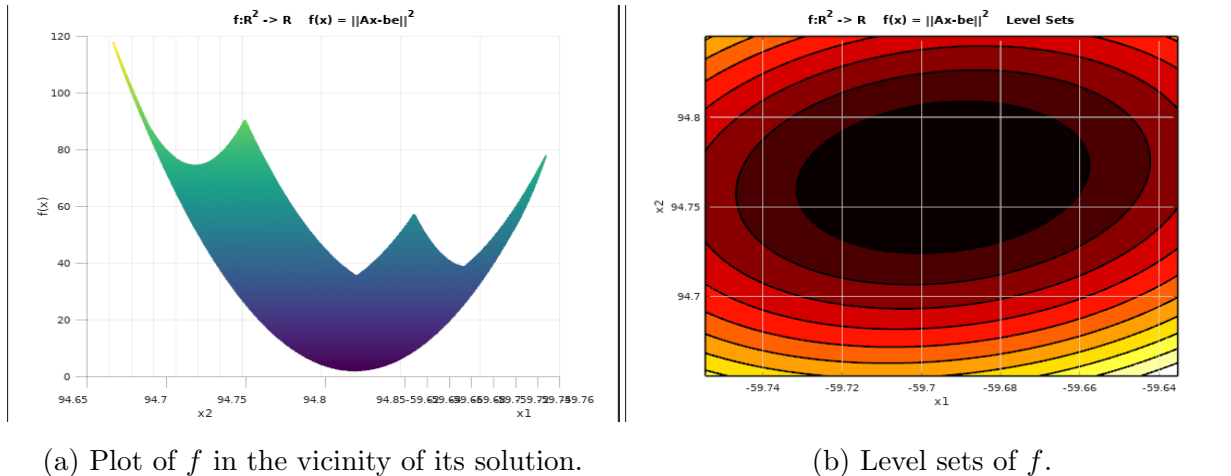 f:R² -> R f(x) = ||Ax-be||²
120
100
80
60
40
20
0
f(x)
94.65 94.7 94.75 94.8 94.85
x2 x1
f:R² -> R f(x) = ||Ax-be||² Level Sets
94.8
94.75
94.7
x2
-59.74 -59.72 -59.7 -59.68 -59.66 -59.64
x1
(a) Plot of f in the vicinity of its solution.
(b) Level sets of f.